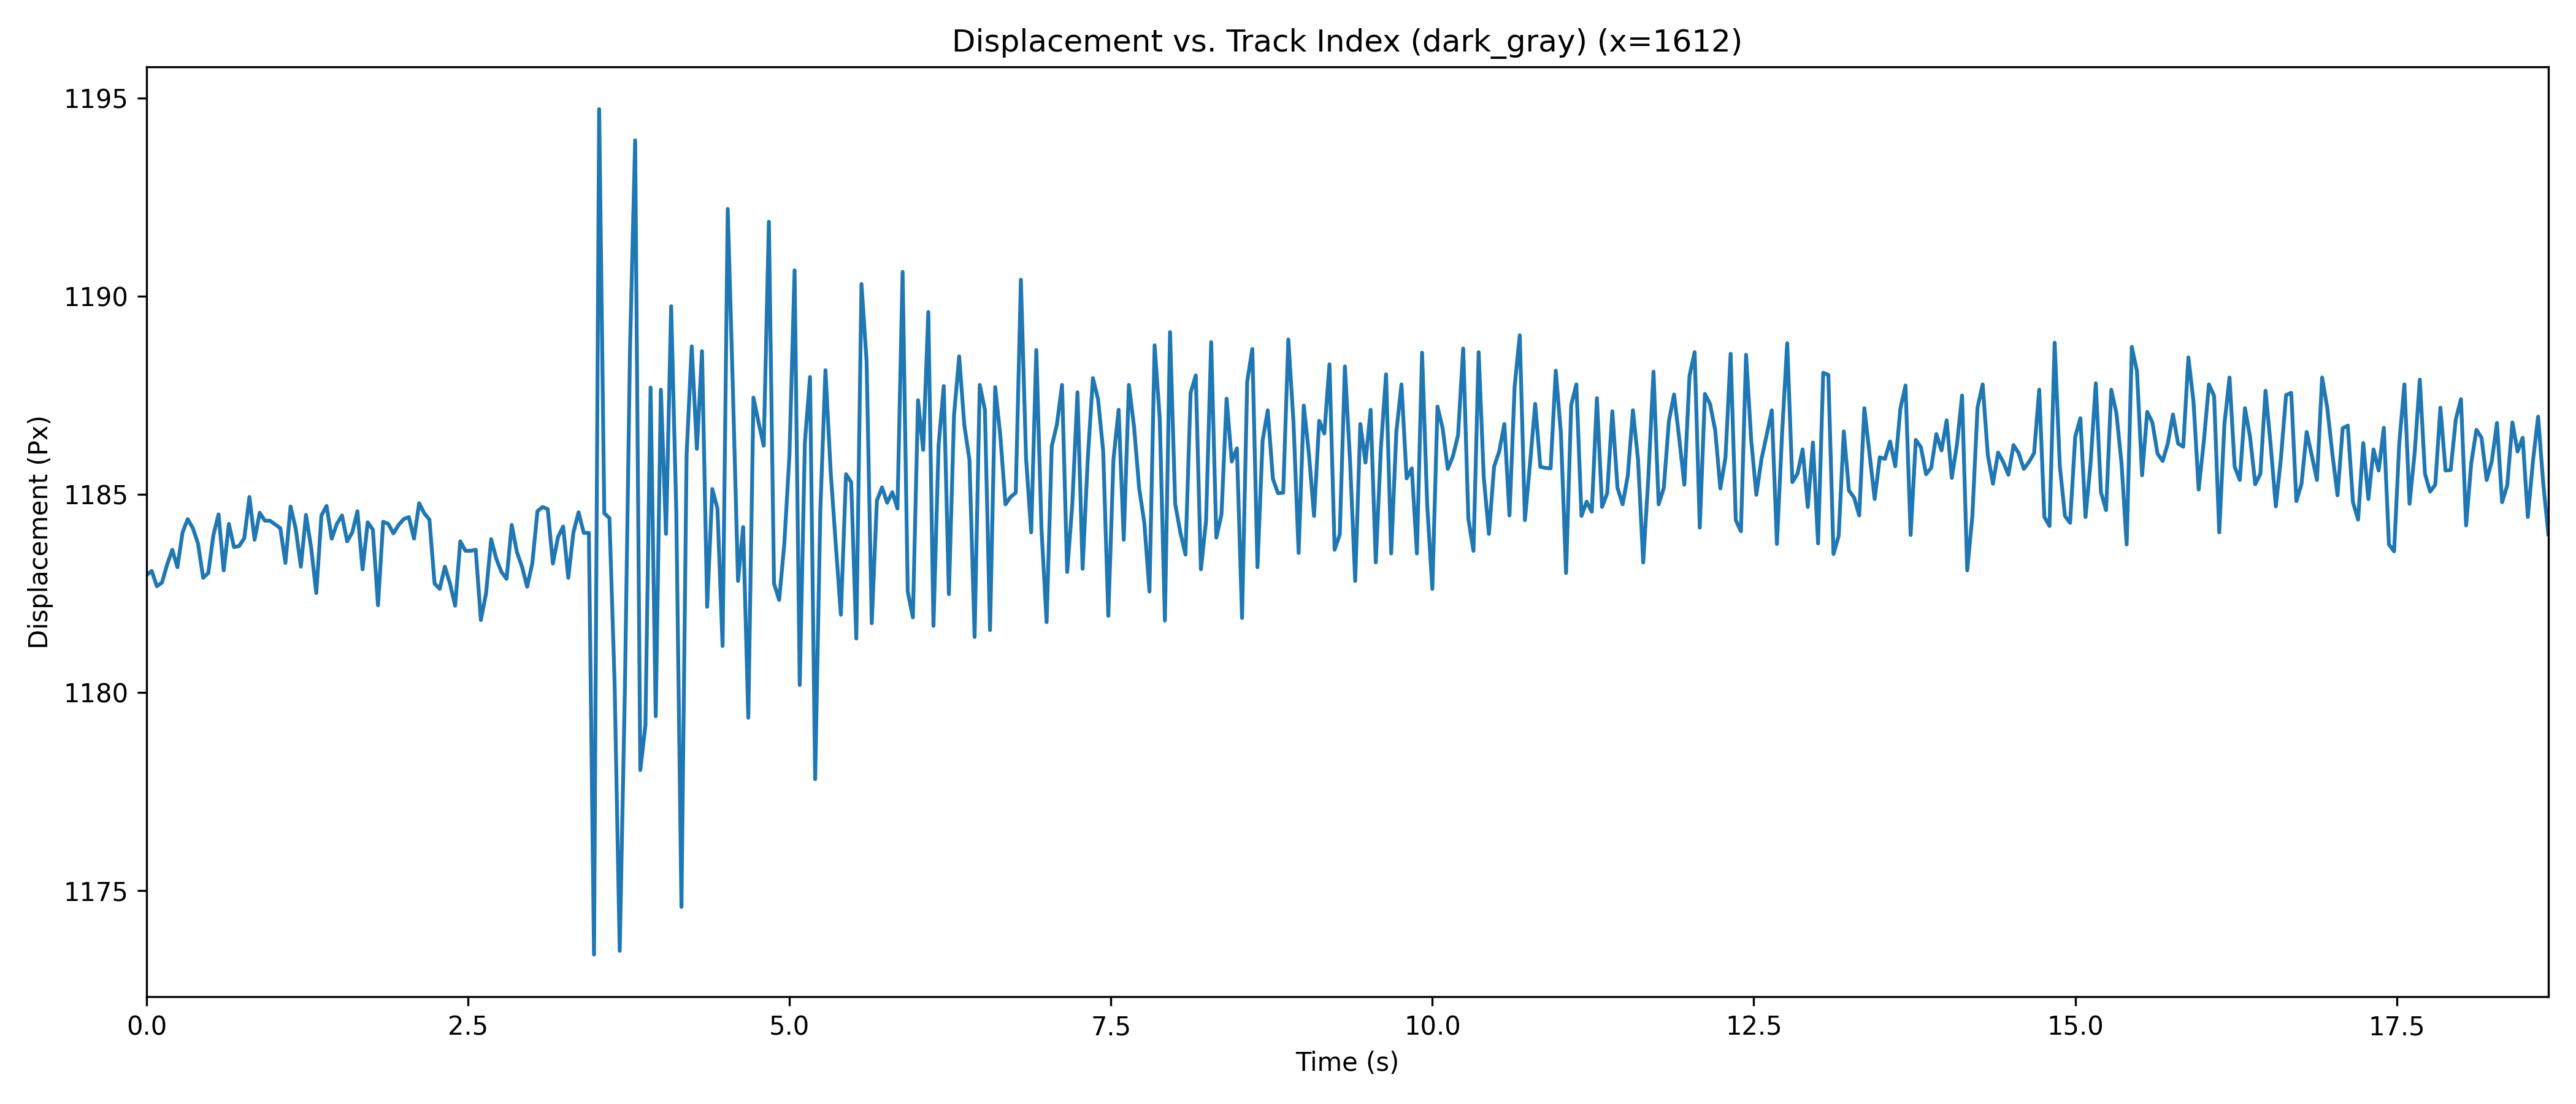 Displacement vs. Track Index (dark_gray) (x=1612)
1195
1190
1185
1180
1175
Displacement (Px)
0.0 2.5 5.0 7.5 10.0 12.5 15.0 17.5
Time (s)